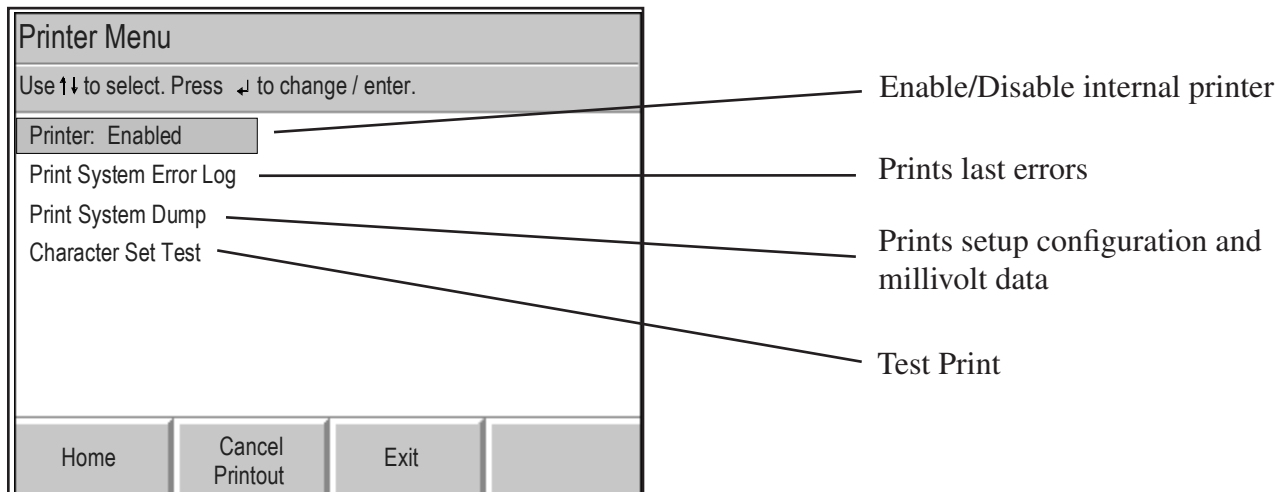 Printer Menu
Use ↑↓ to select. Press ↵ to change / enter.
Printer: Enabled
Print System Error Log
Print System Dump
Character Set Test
Home
Cancel
Printout
Exit
Enable/Disable internal printer
Prints last errors
Prints setup configuration and
millivolt data
Test Print